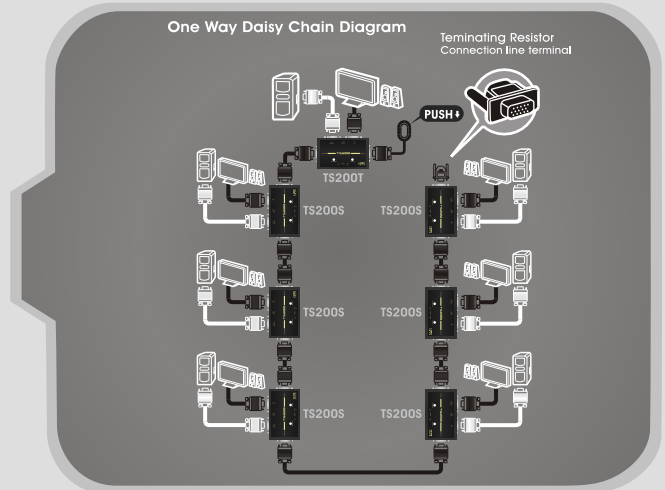 One Way Daisy Chain Diagram
Teminating Resistor
Connection line terminal
PUSH
TS200T
TS200S
TS200S
TS200S
TS200S
TS200S
TS200S